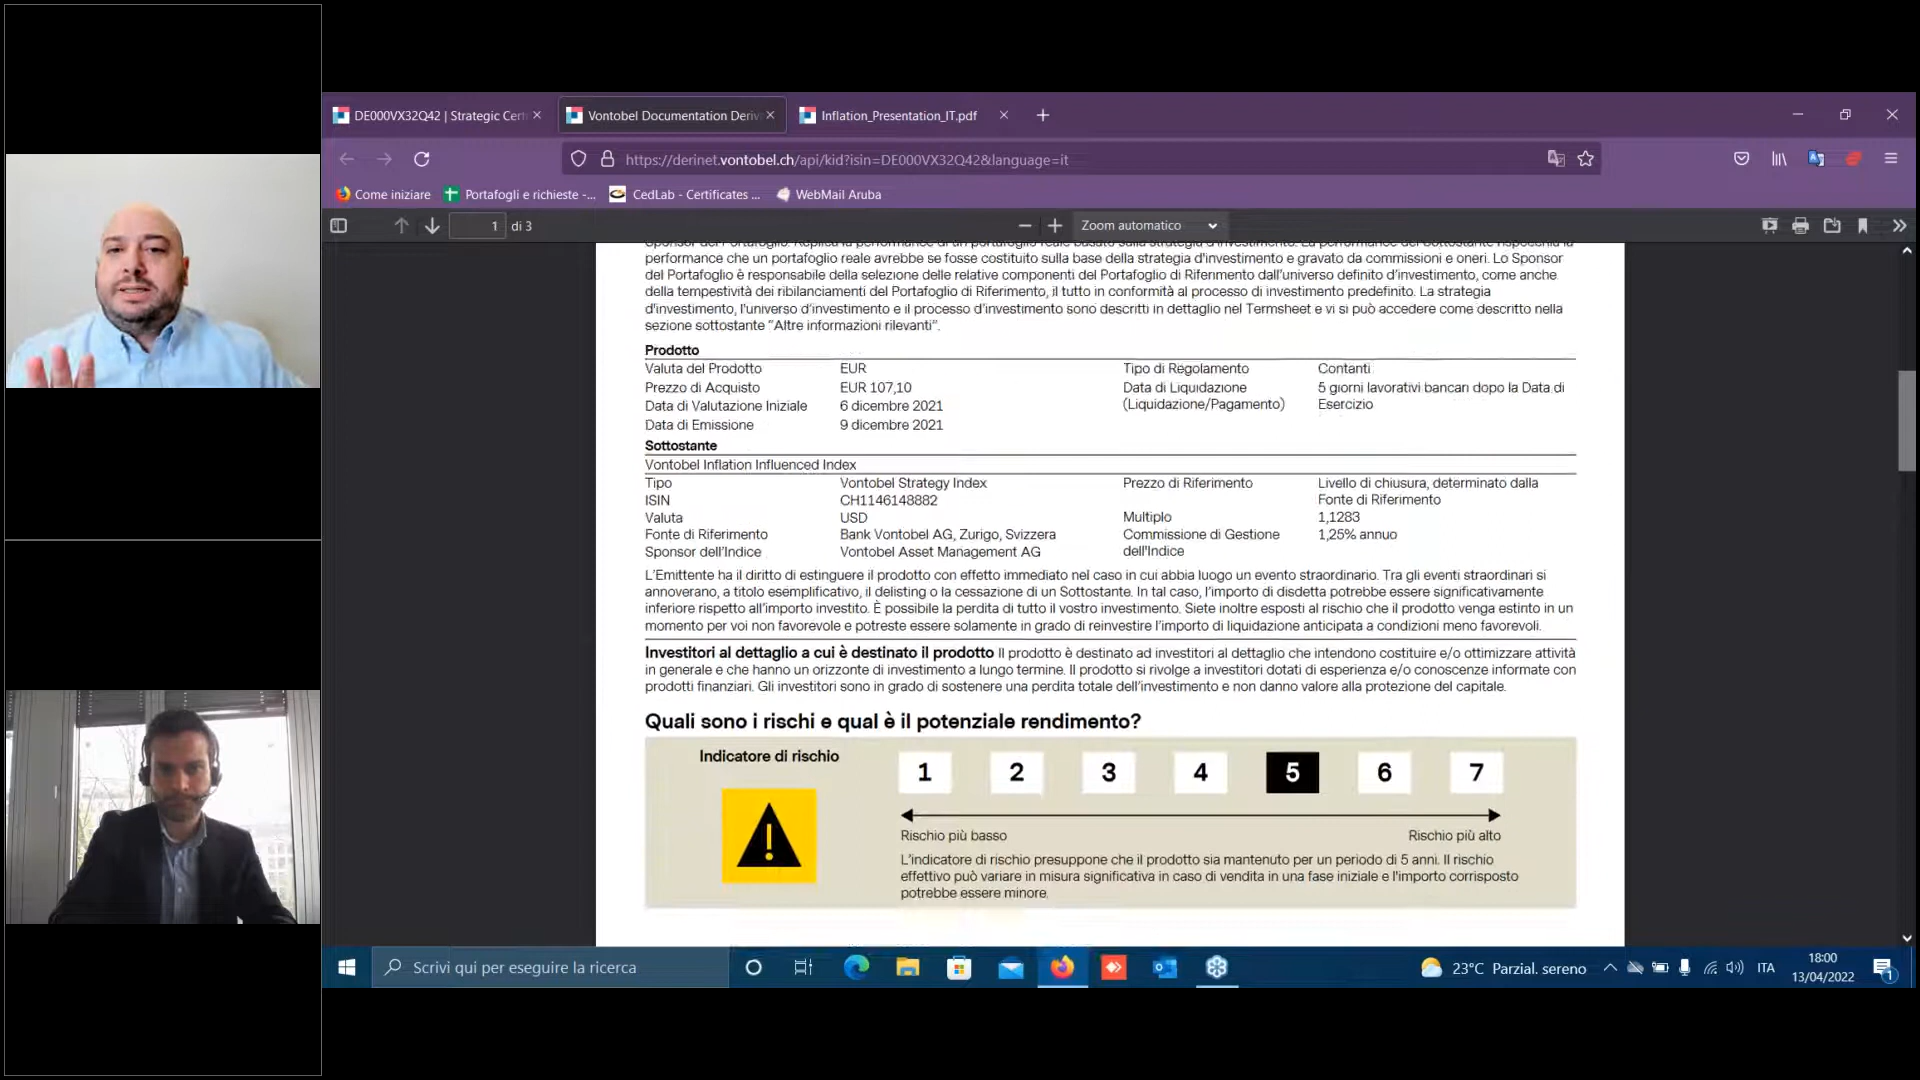 DE000VX32Q42 | Strategic Cert
Vontobel Documentation Deriv
Inflation_Presentation_IT.pdf
https://derinet.vontobel.ch/api/kid?isin=DE000VX32Q42&language=it
Come iniziare
Portafogli e richieste -...
CedLab - Certificates ...
WebMail Aruba
1 di 3
Zoom automatico
Sponsor del Portafoglio. Replica la performance di un portafoglio reale basato sulla strategia d'investimento. La performance del Sottostante rispecchia la
performance che un portafoglio reale avrebbe se fosse costituito sulla base della strategia d'investimento e gravato da commissioni e oneri. Lo Sponsor
del Portafoglio è responsabile della selezione delle relative componenti del Portafoglio di Riferimento dall'universo definito d'investimento, come anche
della tempestività dei ribilanciamenti del Portafoglio di Riferimento, il tutto in conformità al processo di investimento predefinito. La strategia
d'investimento, l'universo d'investimento e il processo d'investimento sono descritti in dettaglio nel Termsheet e vi si può accedere come descritto nella
sezione sottostante "Altre informazioni rilevanti".
Prodotto
Valuta del Prodotto EUR Tipo di Regolamento Contanti
Prezzo di Acquisto EUR 107,10 Data di Liquidazione 5 giorni lavorativi bancari dopo la Data di
Data di Valutazione Iniziale 6 dicembre 2021 (Liquidazione/Pagamento) Esercizio
Data di Emissione 9 dicembre 2021
Sottostante
Vontobel Inflation Influenced Index
Tipo Vontobel Strategy Index Prezzo di Riferimento Livello di chiusura, determinato dalla
ISIN CH1146148882 Fonte di Riferimento
Valuta USD Multiplo 1,1283
Fonte di Riferimento Bank Vontobel AG, Zurigo, Svizzera Commissione di Gestione 1,25% annuo
Sponsor dell'Indice Vontobel Asset Management AG dell'Indice
L'Emittente ha il diritto di estinguere il prodotto con effetto immediato nel caso in cui abbia luogo un evento straordinario. Tra gli eventi straordinari si
annoverano, a titolo esemplificativo, il delisting o la cessazione di un Sottostante. In tal caso, l'importo di disdetta potrebbe essere significativamente
inferiore rispetto all'importo investito. È possibile la perdita di tutto il vostro investimento. Siete inoltre esposti al rischio che il prodotto venga estinto in un
momento per voi non favorevole e potreste essere solamente in grado di reinvestire l'importo di liquidazione anticipata a condizioni meno favorevoli.
Investitori al dettaglio a cui è destinato il prodotto Il prodotto è destinato ad investitori al dettaglio che intendono costituire e/o ottimizzare attività
in generale e che hanno un orizzonte di investimento a lungo termine. Il prodotto si rivolge a investitori dotati di esperienza e/o conoscenze informate con
prodotti finanziari. Gli investitori sono in grado di sostenere una perdita totale dell'investimento e non danno valore alla protezione del capitale.
Quali sono i rischi e qual è il potenziale rendimento?
Indicatore di rischio
1 2 3 4 5 6 7
Rischio più basso Rischio più alto
L'indicatore di rischio presuppone che il prodotto sia mantenuto per un periodo di 5 anni. Il rischio
effettivo può variare in misura significativa in caso di vendita in una fase iniziale e l'importo corrisposto
potrebbe essere minore.
Scrivi qui per eseguire la ricerca
23°C Parzial. sereno
ITA
18:00
13/04/2022
1